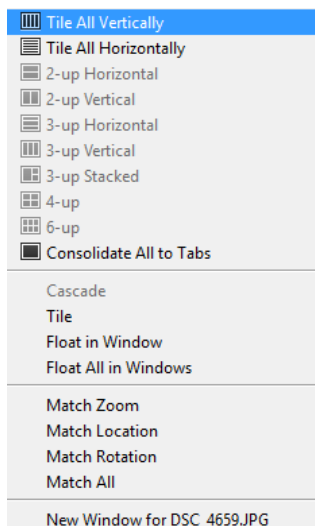 Tile All Vertically
Tile All Horizontally
2-up Horizontal
2-up Vertical
3-up Horizontal
3-up Vertical
3-up Stacked
4-up
6-up
Consolidate All to Tabs
Cascade
Tile
Float in Window
Float All in Windows
Match Zoom
Match Location
Match Rotation
Match All
New Window for DSC_4659.JPG